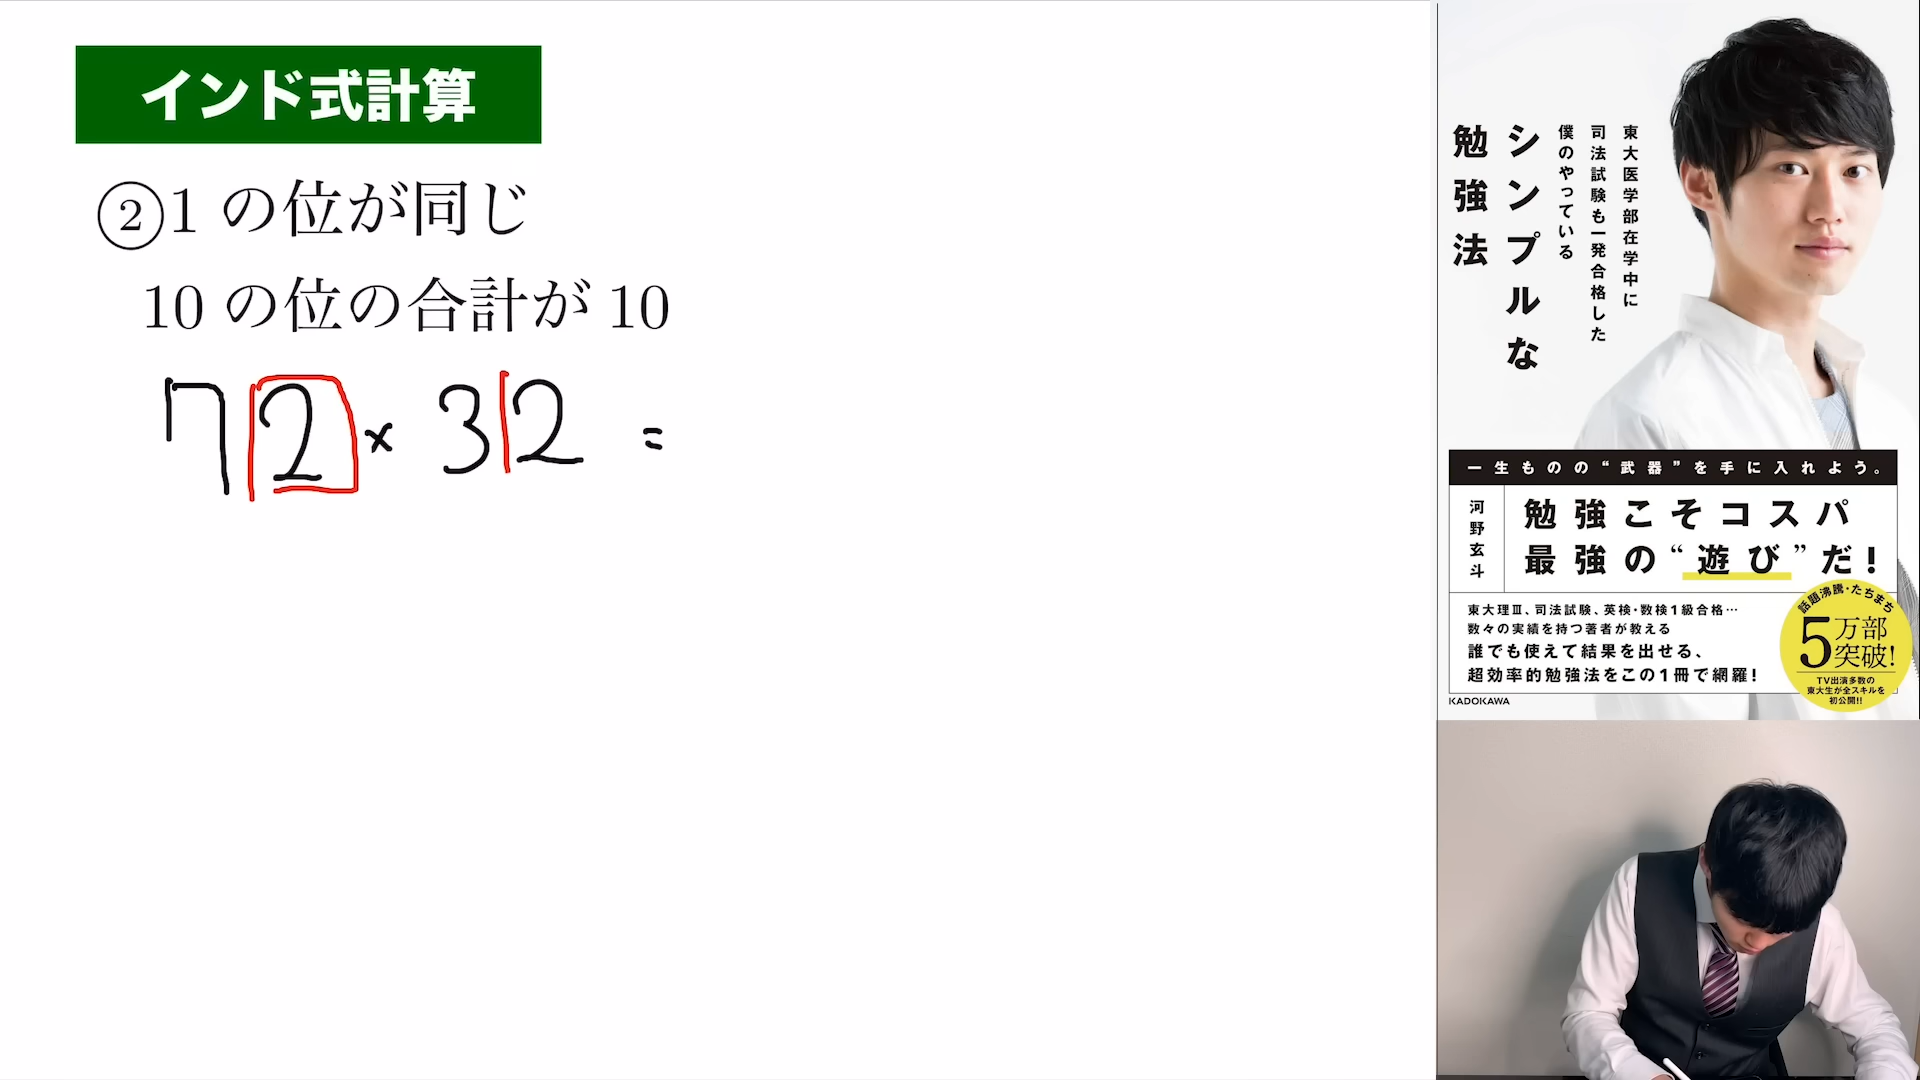 インド式計算
②1 の位が同じ
10 の位の合計が 10
72 × 32 =
東大医学部在学中に
司法試験も一発合格した
僕のやっている
シンプルな
勉強法
一生ものの“武器”を手に入れよう。
河野玄斗
勉強こそコスパ
最強の“遊び”だ!
東大理Ⅲ、司法試験、英検・数検1級合格…
数々の実績を持つ著者が教える
誰でも使えて結果を出せる、
超効率的勉強法をこの1冊で網羅!
話題沸騰・たちまち
5万部
突破!
TV出演多数の
東大生が全スキルを
初公開!!
KADOKAWA